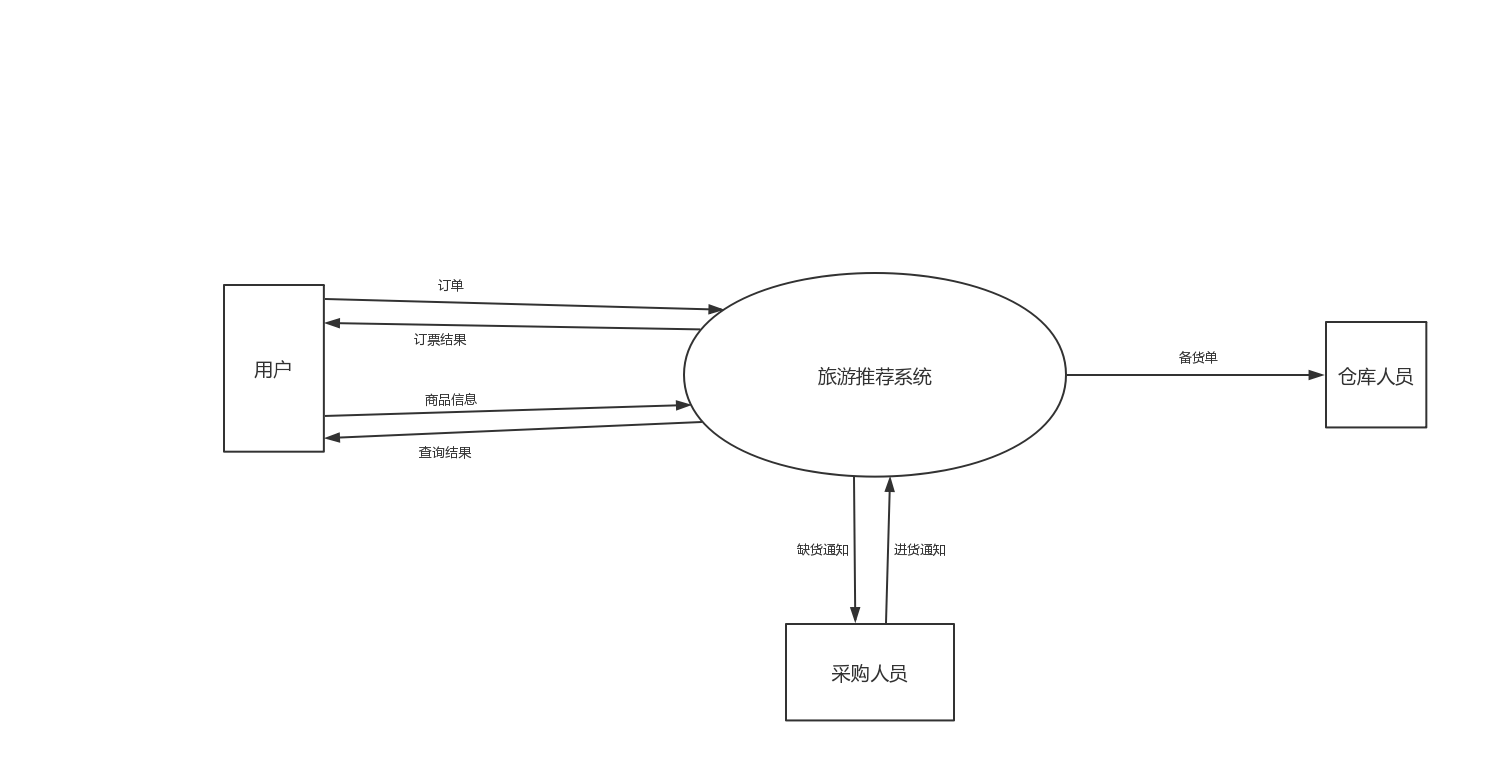 订单
订票结果
用户
商品信息
查询结果
旅游推荐系统
备货单
仓库人员
缺货通知
进货通知
采购人员